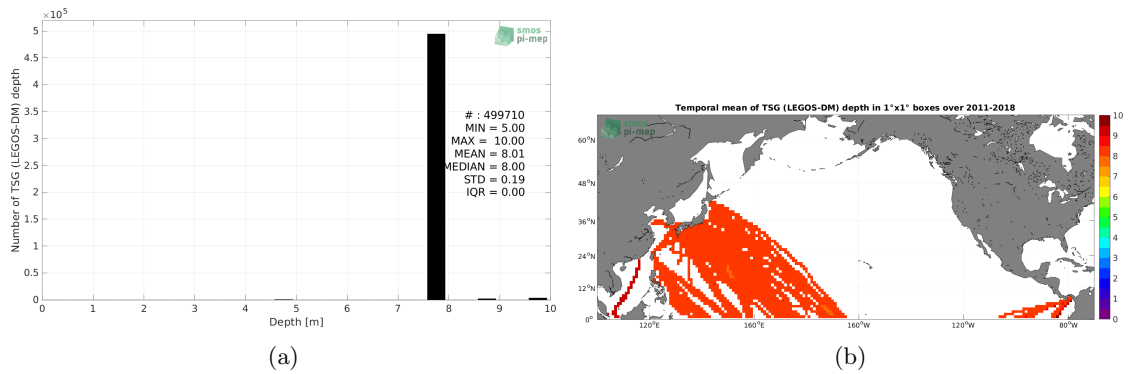 ×10⁵
smos
pi-mep
Number of TSG (LEGOS-DM) depth
5
4.5
4
3.5
3
2.5
2
1.5
1
0.5
0
# : 499710
MIN = 5.00
MAX = 10.00
MEAN = 8.01
MEDIAN = 8.00
STD = 0.19
IQR = 0.00
0 1 2 3 4 5 6 7 8 9 10
Depth [m]
(a)
Temporal mean of TSG (LEGOS-DM) depth in 1°x1° boxes over 2011-2018
smos
pi-mep
60°N
48°N
36°N
24°N
12°N
0°
120°E 160°E 160°W 120°W 80°W
10
9
8
7
6
5
4
3
2
1
0
(b)